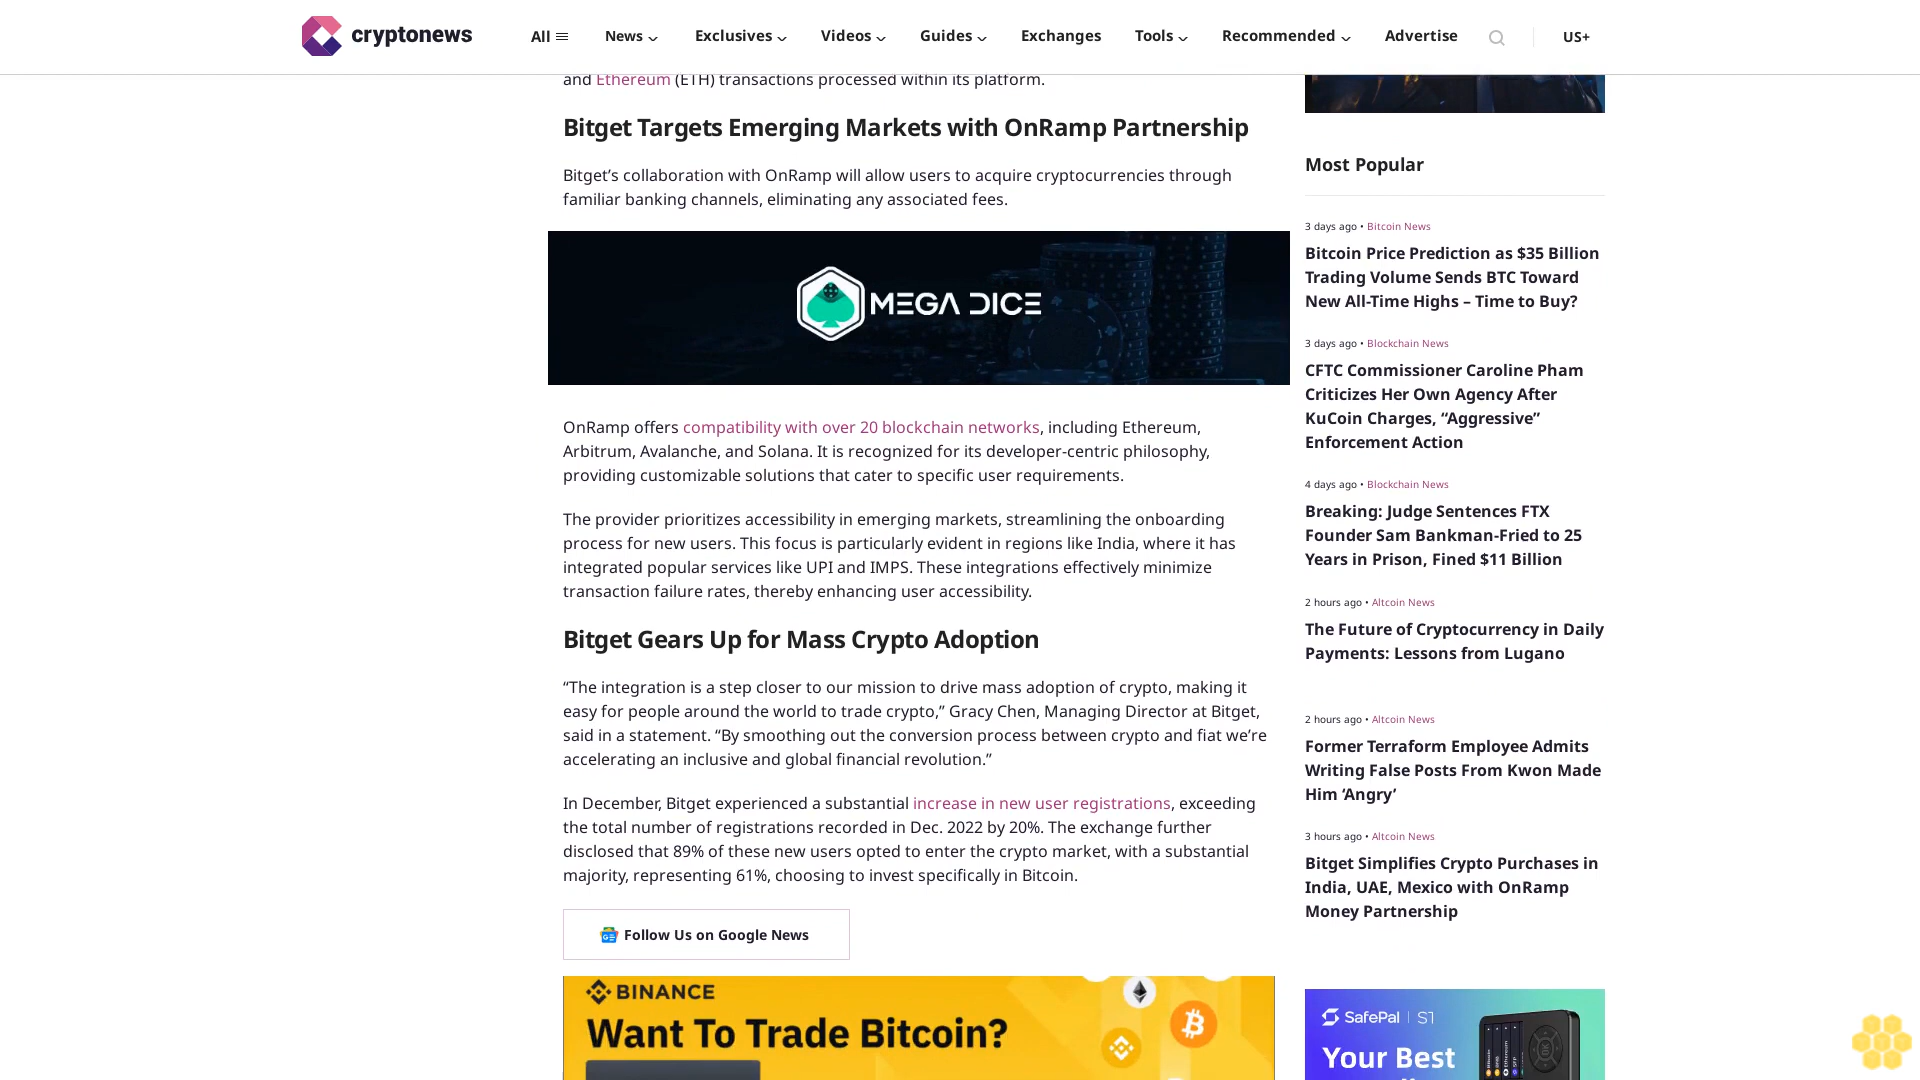 cryptonews
All
News
Exclusives
Videos
Guides
Exchanges
Tools
Recommended
Advertise
US+
and Ethereum (ETH) transactions processed within its platform.
Bitget Targets Emerging Markets with OnRamp Partnership
Bitget’s collaboration with OnRamp will allow users to acquire cryptocurrencies through
familiar banking channels, eliminating any associated fees.
MEGA DICE
OnRamp offers compatibility with over 20 blockchain networks, including Ethereum,
Arbitrum, Avalanche, and Solana. It is recognized for its developer-centric philosophy,
providing customizable solutions that cater to specific user requirements.
The provider prioritizes accessibility in emerging markets, streamlining the onboarding
process for new users. This focus is particularly evident in regions like India, where it has
integrated popular services like UPI and IMPS. These integrations effectively minimize
transaction failure rates, thereby enhancing user accessibility.
Bitget Gears Up for Mass Crypto Adoption
“The integration is a step closer to our mission to drive mass adoption of crypto, making it
easy for people around the world to trade crypto,” Gracy Chen, Managing Director at Bitget,
said in a statement. “By smoothing out the conversion process between crypto and fiat we’re
accelerating an inclusive and global financial revolution.”
In December, Bitget experienced a substantial increase in new user registrations, exceeding
the total number of registrations recorded in Dec. 2022 by 20%. The exchange further
disclosed that 89% of these new users opted to enter the crypto market, with a substantial
majority, representing 61%, choosing to invest specifically in Bitcoin.
Follow Us on Google News
BINANCE
Want To Trade Bitcoin?
Most Popular
3 days ago • Bitcoin News
Bitcoin Price Prediction as $35 Billion
Trading Volume Sends BTC Toward
New All-Time Highs – Time to Buy?
3 days ago • Blockchain News
CFTC Commissioner Caroline Pham
Criticizes Her Own Agency After
KuCoin Charges, “Aggressive”
Enforcement Action
4 days ago • Blockchain News
Breaking: Judge Sentences FTX
Founder Sam Bankman-Fried to 25
Years in Prison, Fined $11 Billion
2 hours ago • Altcoin News
The Future of Cryptocurrency in Daily
Payments: Lessons from Lugano
2 hours ago • Altcoin News
Former Terraform Employee Admits
Writing False Posts From Kwon Made
Him ‘Angry’
3 hours ago • Altcoin News
Bitget Simplifies Crypto Purchases in
India, UAE, Mexico with OnRamp
Money Partnership
SafePal | S1
Your Best